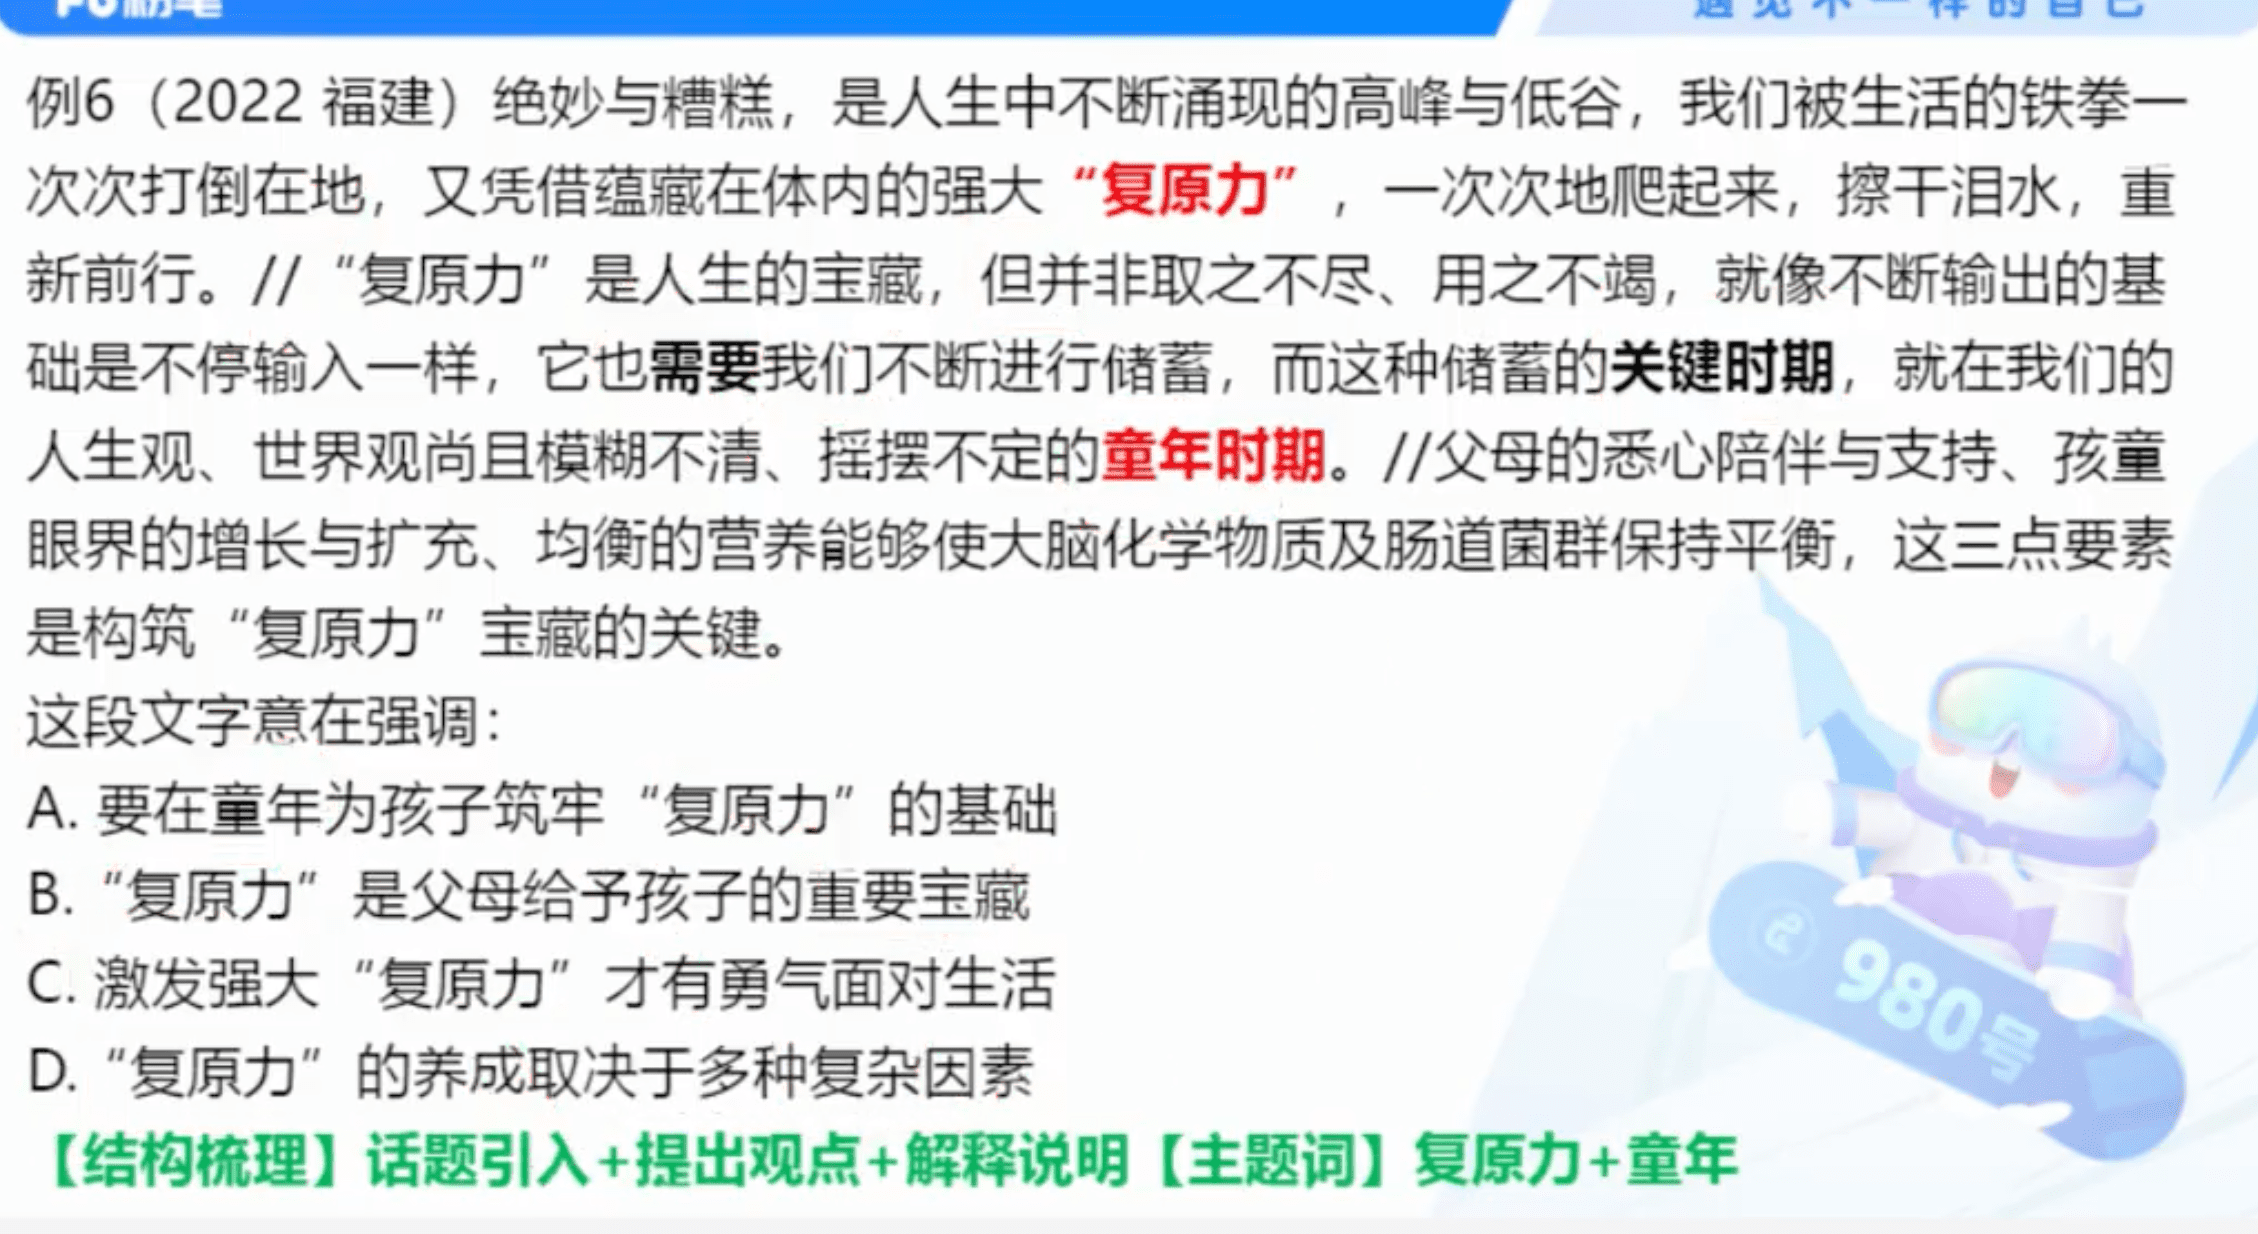 粉笔
遇见不一样的自己
例6（2022 福建）绝妙与糟糕，是人生中不断涌现的高峰与低谷，我们被生活的铁拳一
次次打倒在地，又凭借蕴藏在体内的强大“复原力”，一次次地爬起来，擦干泪水，重
新前行。//“复原力”是人生的宝藏，但并非取之不尽、用之不竭，就像不断输出的基
础是不停输入一样，它也需要我们不断进行储蓄，而这种储蓄的关键时期，就在我们的
人生观、世界观尚且模糊不清、摇摆不定的童年时期。//父母的悉心陪伴与支持、孩童
眼界的增长与扩充、均衡的营养能够使大脑化学物质及肠道菌群保持平衡，这三点要素
是构筑“复原力”宝藏的关键。
这段文字意在强调：
A. 要在童年为孩子筑牢“复原力”的基础
B. “复原力”是父母给予孩子的重要宝藏
C. 激发强大“复原力”才有勇气面对生活
D. “复原力”的养成取决于多种复杂因素
980号
【结构梳理】话题引入+提出观点+解释说明【主题词】复原力+童年